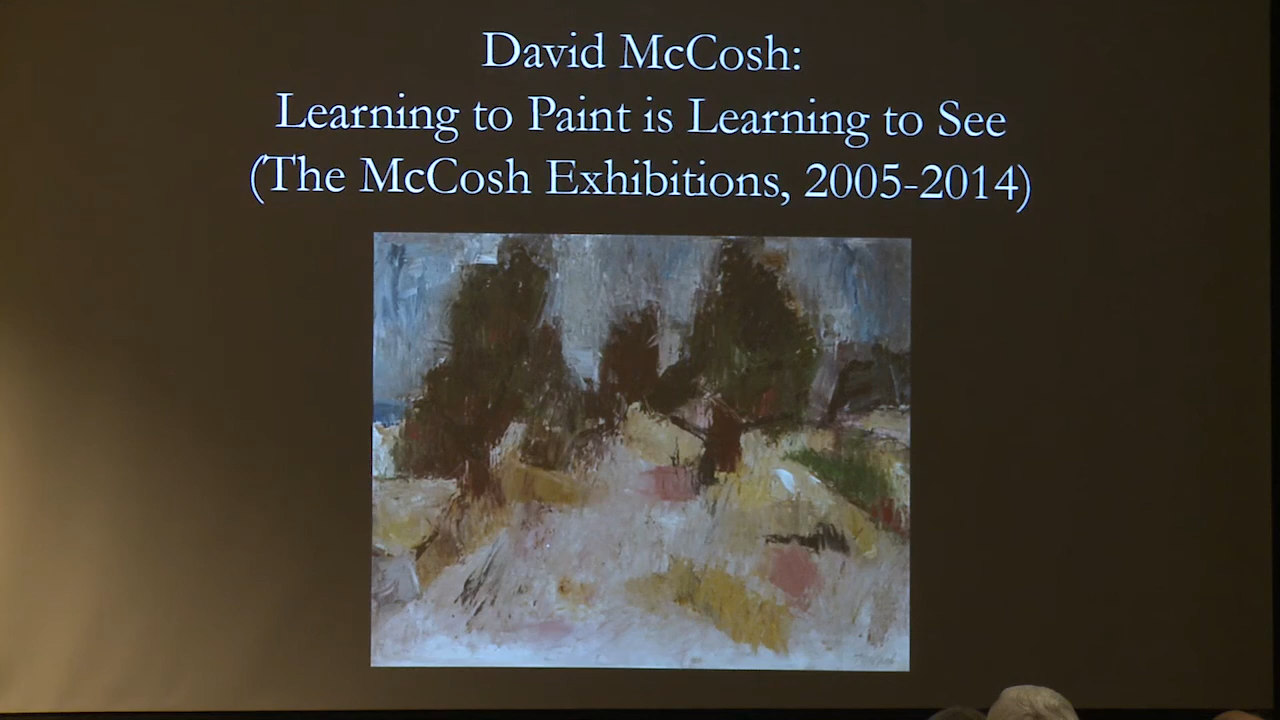 David McCosh:
Learning to Paint is Learning to See
(The McCosh Exhibitions, 2005-2014)